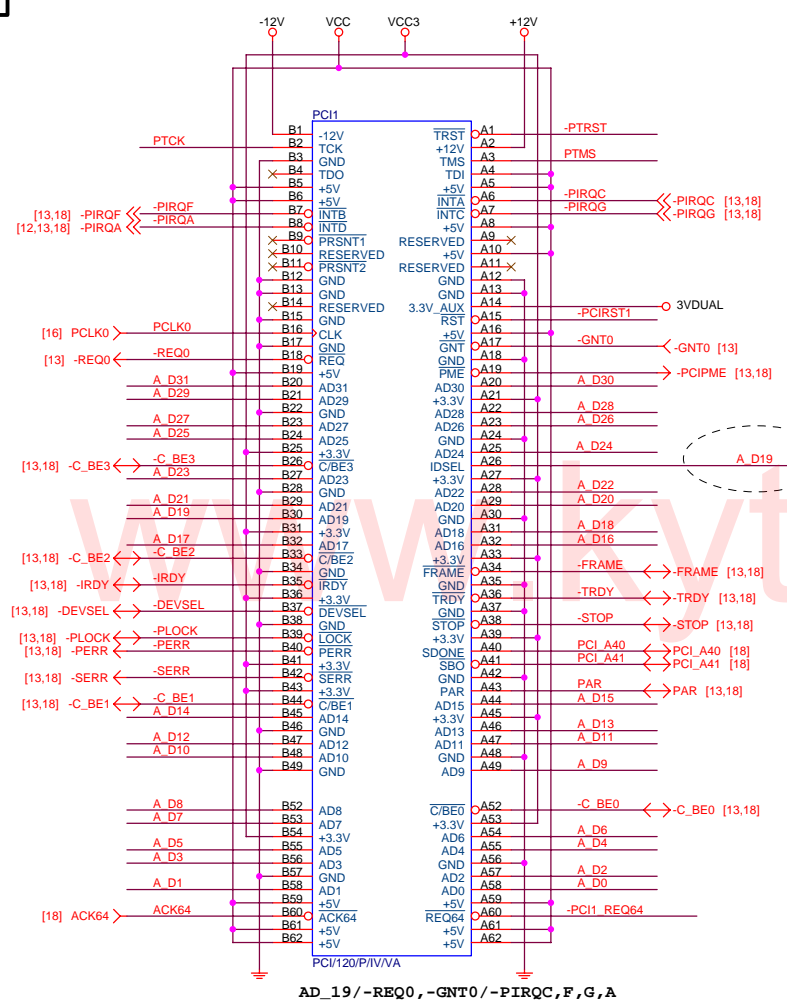 -12V VCC VCC3 +12V
PCI1
B1 -12V TRST A1 -PTRST
PTCK B2 TCK +12V A2
B3 GND TMS A3 PTMS
B4 TDO TDI A4
B5 +5V +5V A5
B6 +5V INTA A6 -PIRQC -PIRQC [13,18]
[13,18] -PIRQF -PIRQF B7 INTB INTC A7 -PIRQG -PIRQG [13,18]
[12,13,18] -PIRQA -PIRQA B8 INTD +5V A8
B9 PRSNT1 RESERVED A9
B10 RESERVED +5V A10
B11 PRSNT2 RESERVED A11
B12 GND GND A12
B13 GND GND A13
B14 RESERVED 3.3V_AUX A14 3VDUAL
B15 GND RST A15 -PCIRST1
[16] PCLK0 PCLK0 B16 CLK +5V A16
B17 GND GNT A17 -GNT0 -GNT0 [13]
[13] -REQ0 -REQ0 B18 REQ GND A18
B19 +5V PME A19 -PCIPME [13,18]
A_D31 B20 AD31 AD30 A20 A_D30
A_D29 B21 AD29 +3.3V A21
B22 GND AD28 A22 A_D28
A_D27 B23 AD27 AD26 A23 A_D26
A_D25 B24 AD25 GND A24
B25 +3.3V AD24 A25 A_D24
[13,18] -C_BE3 -C_BE3 B26 C/BE3 IDSEL A26 A_D19
A_D23 B27 AD23 +3.3V A27
B28 GND AD22 A28 A_D22
A_D21 B29 AD21 AD20 A29 A_D20
A_D19 B30 AD19 GND A30
B31 +3.3V AD18 A31 A_D18
A_D17 B32 AD17 AD16 A32 A_D16
[13,18] -C_BE2 -C_BE2 B33 C/BE2 +3.3V A33
B34 GND FRAME A34 -FRAME -FRAME [13,18]
[13,18] -IRDY -IRDY B35 IRDY GND A35
B36 +3.3V TRDY A36 -TRDY -TRDY [13,18]
[13,18] -DEVSEL -DEVSEL B37 DEVSEL GND A37
B38 GND STOP A38 -STOP -STOP [13,18]
[13,18] -PLOCK -PLOCK B39 LOCK +3.3V A39
[13,18] -PERR -PERR B40 PERR SDONE A40 PCI_A40 PCI_A40 [18]
B41 +3.3V SBO A41 PCI_A41 PCI_A41 [18]
[13,18] -SERR -SERR B42 SERR GND A42
B43 +3.3V PAR A43 PAR PAR [13,18]
[13,18] -C_BE1 -C_BE1 B44 C/BE1 AD15 A44 A_D15
A_D14 B45 AD14 +3.3V A45
B46 GND AD13 A46 A_D13
A_D12 B47 AD12 AD11 A47 A_D11
A_D10 B48 AD10 GND A48
B49 GND AD9 A49 A_D9
A_D8 B52 AD8 C/BE0 A52 -C_BE0 -C_BE0 [13,18]
A_D7 B53 AD7 +3.3V A53
B54 +3.3V AD6 A54 A_D6
A_D5 B55 AD5 AD4 A55 A_D4
A_D3 B56 AD3 GND A56
B57 GND AD2 A57 A_D2
A_D1 B58 AD1 AD0 A58 A_D0
B59 +5V +5V A59
[18] ACK64 ACK64 B60 ACK64 REQ64 A60 -PCI1_REQ64
B61 +5V +5V A61
B62 +5V +5V A62
PCI/120/P/IV/VA
AD_19/-REQ0,-GNT0/-PIRQC,F,G,A
www.kyt